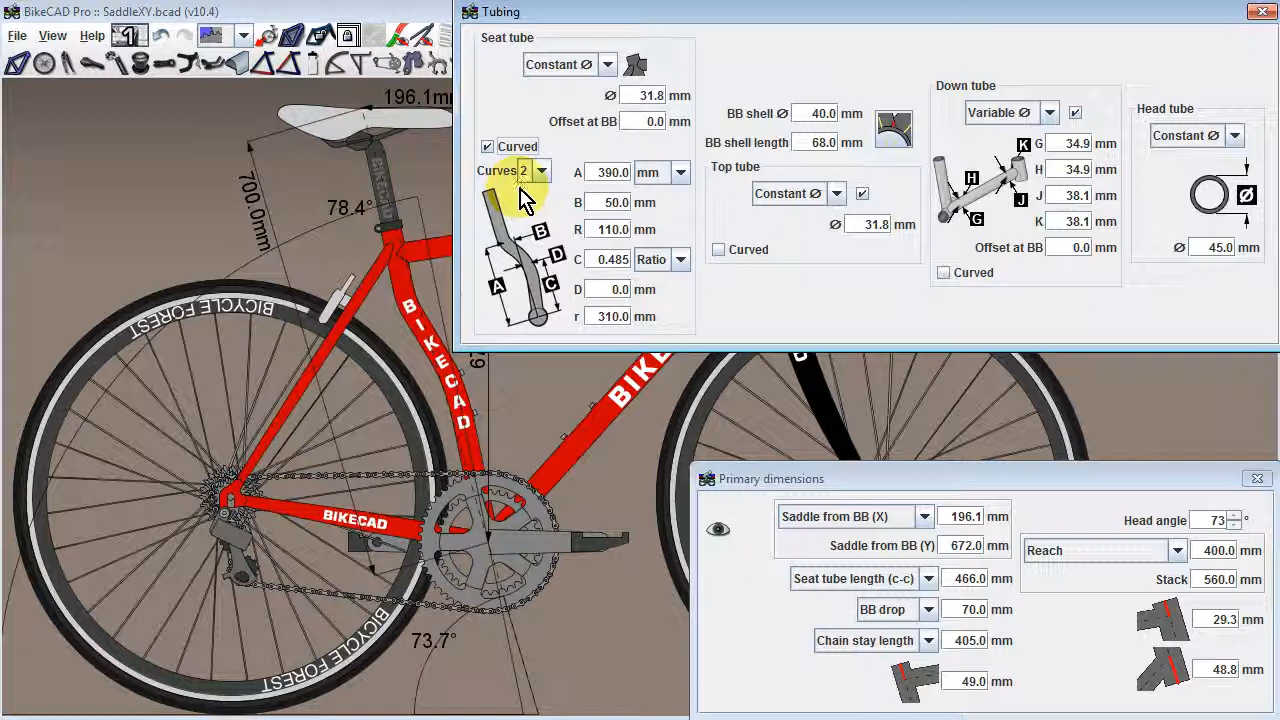 BikeCAD Pro :: SaddleXY.bcad (v10.4)
File View Help 1
196.1m
700.0mm
78.4°
67
73.7°
BIKECAD
BIKECAD
BIKE
BIKECAD
BICYCLE FOREST
BICYCLE FOREST
Tubing
Seat tube
Constant Ø
Ø 31.8 mm
Offset at BB 0.0 mm
Curved
Curves 2
A 390.0 mm
B 50.0 mm
R 110.0 mm
C 0.485 Ratio
D 0.0 mm
r 310.0 mm
A B C D
BB shell Ø 40.0 mm
BB shell length 68.0 mm
Top tube
Constant Ø
Ø 31.8 mm
Curved
Down tube
Variable Ø
G 34.9 mm
H 34.9 mm
J 38.1 mm
K 38.1 mm
K H J G
Offset at BB 0.0 mm
Curved
Head tube
Constant Ø
Ø
Ø 45.0 mm
Primary dimensions
Saddle from BB (X) 196.1 mm
Saddle from BB (Y) 672.0 mm
Seat tube length (c-c) 466.0 mm
BB drop 70.0 mm
Chain stay length 405.0 mm
49.0 mm
Head angle 73 °
Reach 400.0 mm
Stack 560.0 mm
29.3 mm
48.8 mm